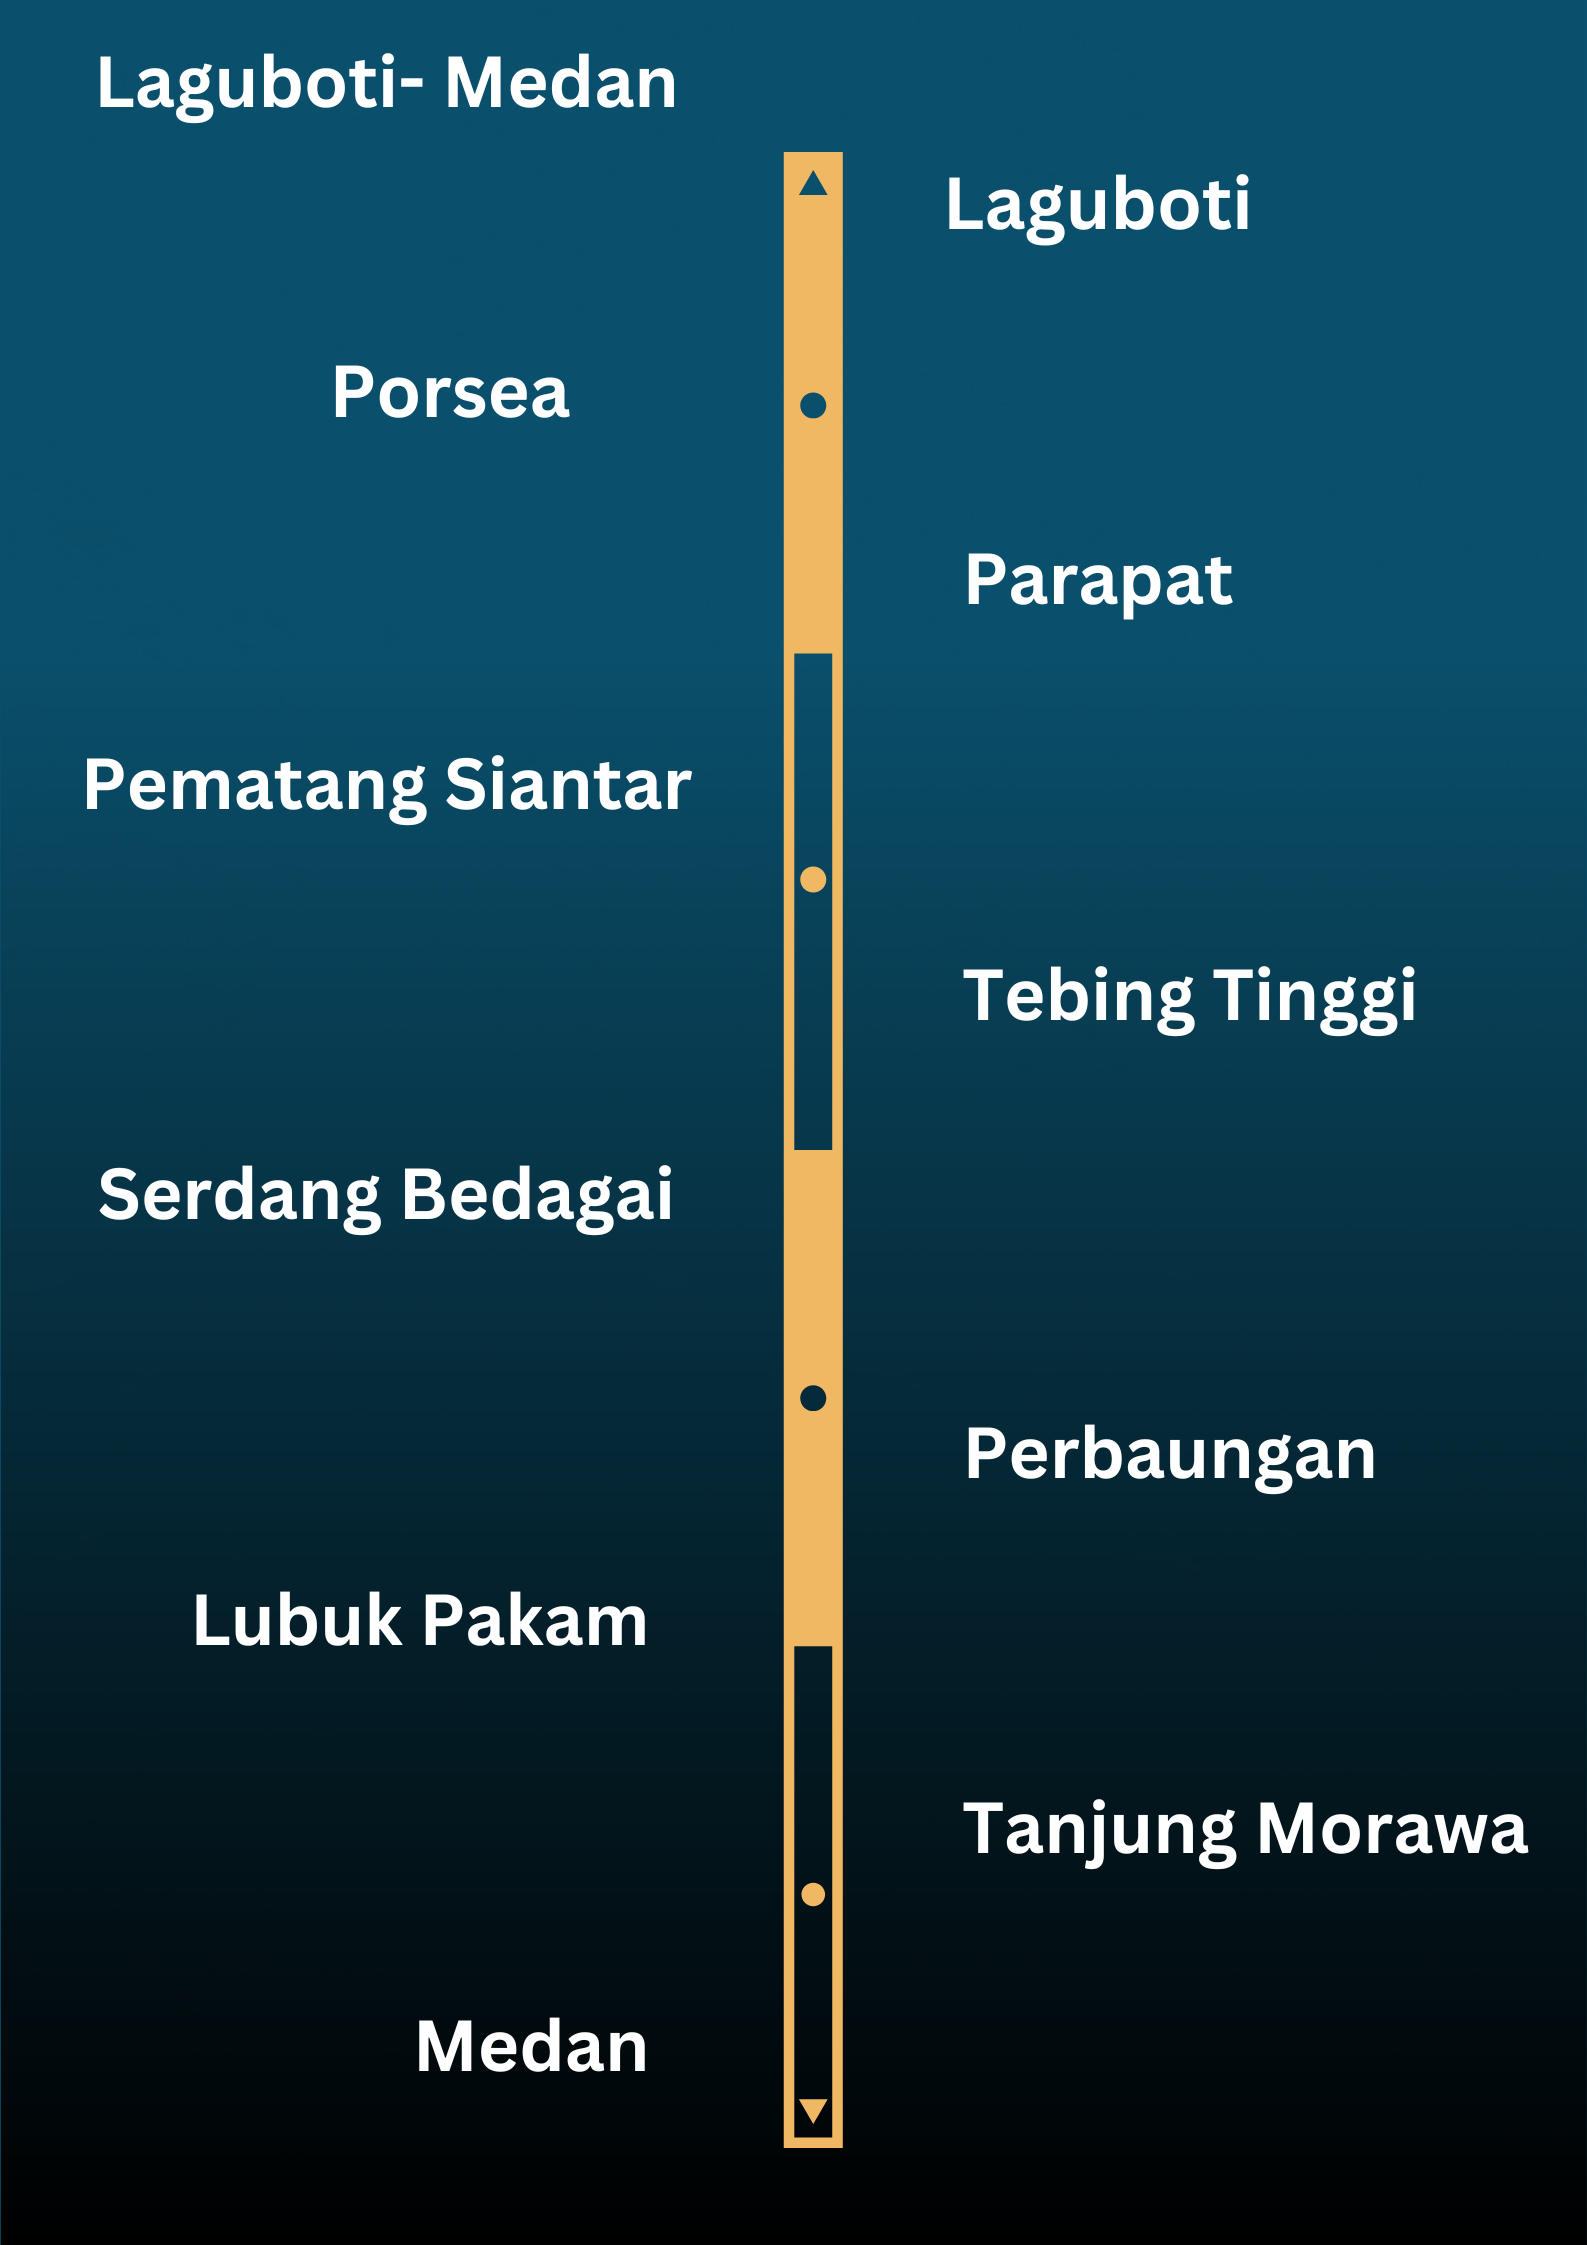 Laguboti- Medan
Laguboti
Porsea
Parapat
Pematang Siantar
Tebing Tinggi
Serdang Bedagai
Perbaungan
Lubuk Pakam
Tanjung Morawa
Medan